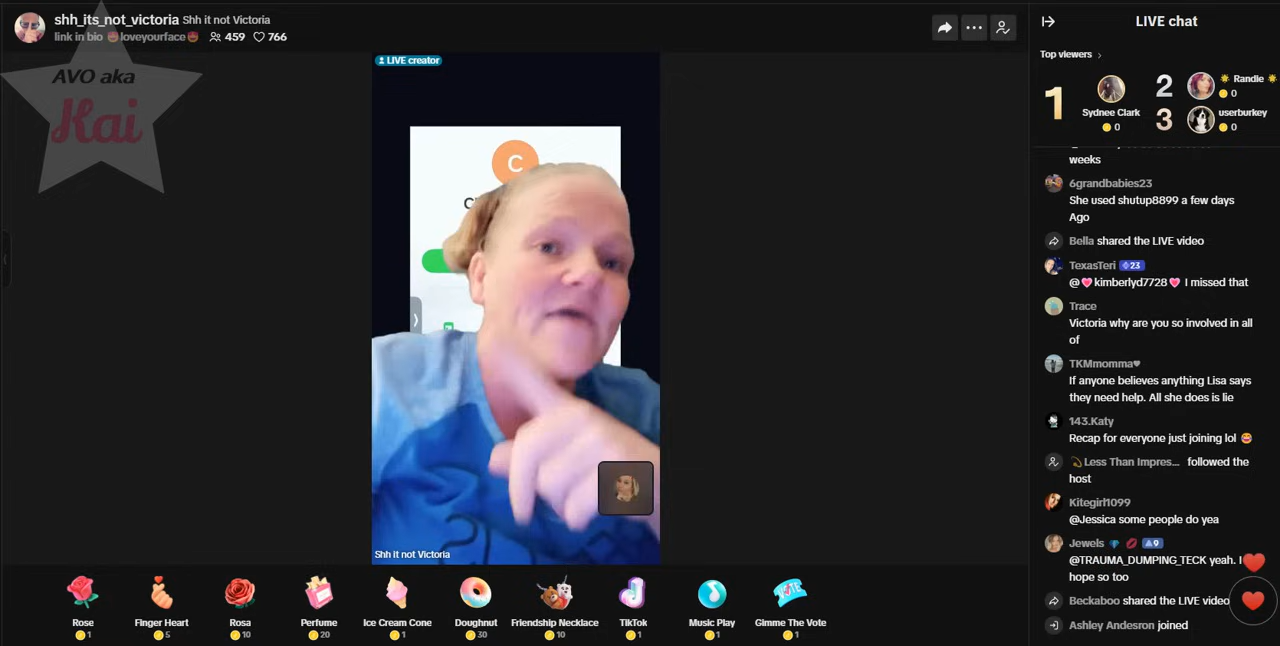 shh_its_not_victoria Shh it not Victoria
link in bio loveyourface 459 766
AVO aka
Kai
LIVE creator
C
Shh it not Victoria
Rose
1
Finger Heart
5
Rosa
10
Perfume
20
Ice Cream Cone
1
Doughnut
30
Friendship Necklace
10
TikTok
1
Music Play
1
Gimme The Vote
1
LIVE chat
Top viewers >
1
Sydnee Clark
0
2
Randie
0
3
userburkey
0
weeks
6grandbabies23
She used shutup8899 a few days
Ago
Bella shared the LIVE video
TexasTeri 23
@💗kimberlyd7728💗 I missed that
Trace
Victoria why are you so involved in all
of
TKMmomma♥
If anyone believes anything Lisa says
they need help. All she does is lie
143.Katy
Recap for everyone just joining lol 😆
Less Than Impres... followed the
host
Kitegirl1099
@Jessica some people do yea
Jewels 9
@TRAUMA_DUMPING_TECK yeah. I
hope so too
Beckaboo shared the LIVE video
Ashley Andesron joined